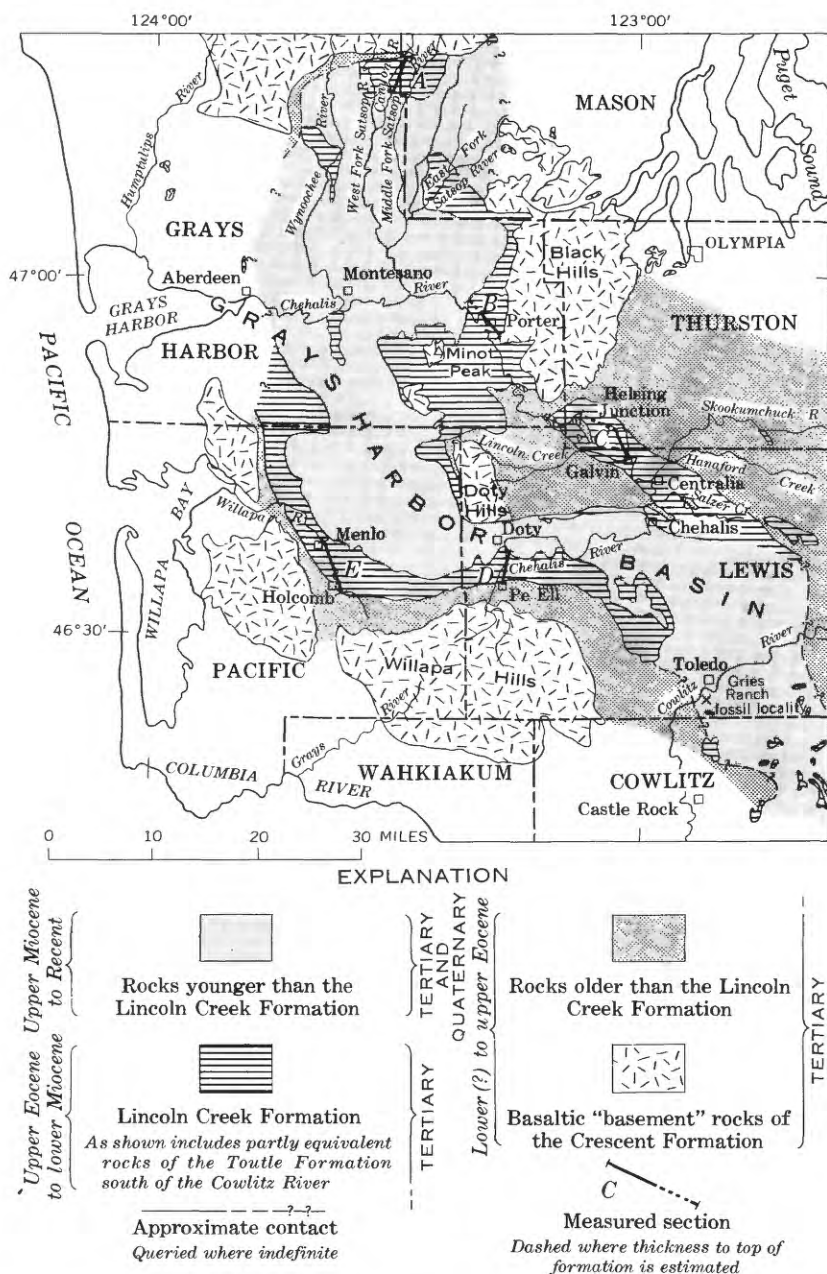 124°00'
123°00'
Canyon R
River
A
MASON
Puget
Sound
River
Humptulips
River
Wynoochee
West Fork Satsop R
Middle Fork Satsop R
East Fork
Satsop River
GRAYS
HARBOR
Black
Hills
OLYMPIA
47°00'
Aberdeen
Montesano
Chehalis
River
GRAYS
HARBOR
B
Porter
THURSTON
Minot
Peak
PACIFIC
OCEAN
GRAYS HARBOR
BASIN
Helsing
Junction
Skookumchuck R
C
Lincoln Creek
Galvin
Hanaford
Creek
Centralia
Salzer Cr
Doty
Hills
Doty
Chehalis
WILLAPA
BAY
Willapa
R
Menlo
E
Holcomb
D
Chehalis
River
Pe Ell
LEWIS
46°30'
PACIFIC
Willapa
Hills
River
Toledo
Cowlitz
River
Gries
Ranch
fossil localit
Grays
COLUMBIA
RIVER
WAHKIAKUM
COWLITZ
Castle Rock
0 10 20 30 MILES
EXPLANATION
Upper Miocene
to Recent
Rocks younger than the
Lincoln Creek Formation
TERTIARY
AND
QUATERNARY
Upper Eocene
to lower Miocene
Lincoln Creek Formation
As shown includes partly equivalent
rocks of the Toutle Formation
south of the Cowlitz River
TERTIARY
—?—?—
Approximate contact
Queried where indefinite
Lower (?) to upper Eocene
Rocks older than the Lincoln
Creek Formation
Basaltic "basement" rocks of
the Crescent Formation
TERTIARY
C
Measured section
Dashed where thickness to top of
formation is estimated